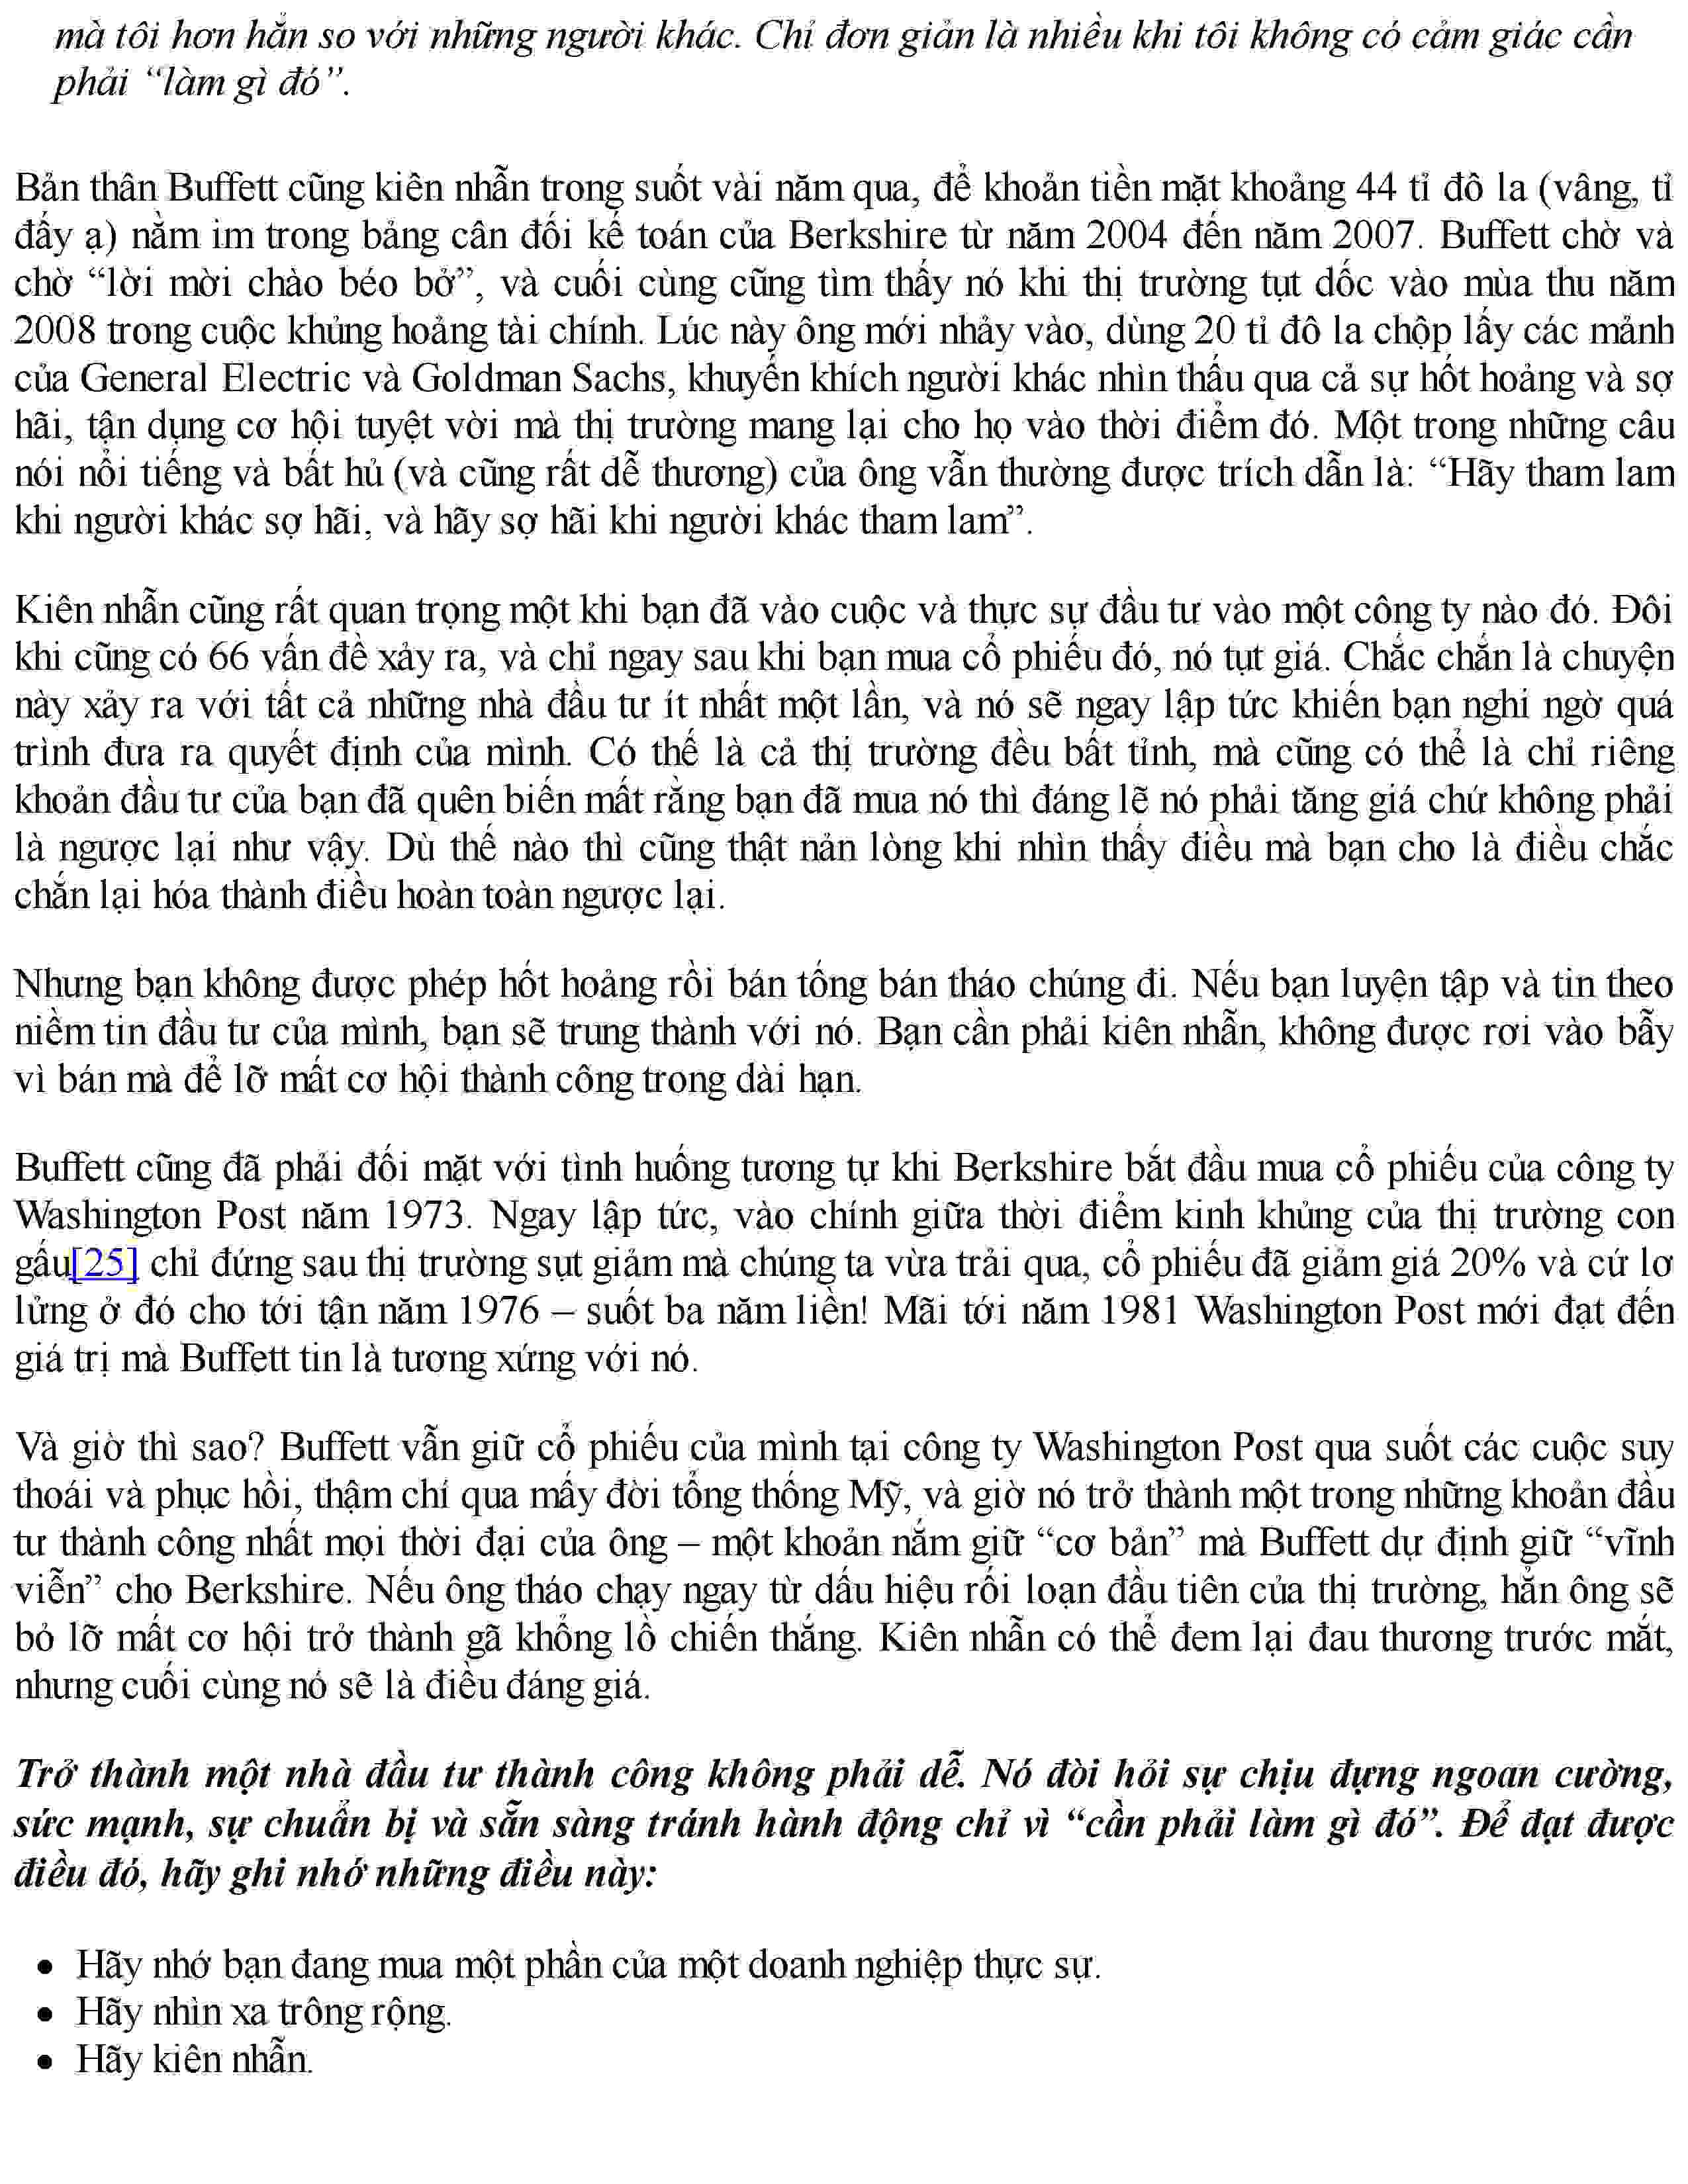 mà tôi hơn hẳn so với những người khác. Chỉ đơn giản là nhiều khi tôi không có cảm giác cần
phải “làm gì đó”.
Bản thân Buffett cũng kiên nhẫn trong suốt vài năm qua, để khoản tiền mặt khoảng 44 tỉ đô la (vâng, tỉ
đấy ạ) nằm im trong bảng cân đối kế toán của Berkshire từ năm 2004 đến năm 2007. Buffett chờ và
chờ “lời mời chào béo bở”, và cuối cùng cũng tìm thấy nó khi thị trường tụt dốc vào mùa thu năm
2008 trong cuộc khủng hoảng tài chính. Lúc này ông mới nhảy vào, dùng 20 tỉ đô la chộp lấy các mảnh
của General Electric và Goldman Sachs, khuyến khích người khác nhìn thấu qua cả sự hốt hoảng và sợ
hãi, tận dụng cơ hội tuyệt vời mà thị trường mang lại cho họ vào thời điểm đó. Một trong những câu
nói nổi tiếng và bất hủ (và cũng rất dễ thương) của ông vẫn thường được trích dẫn là: “Hãy tham lam
khi người khác sợ hãi, và hãy sợ hãi khi người khác tham lam”.
Kiên nhẫn cũng rất quan trọng một khi bạn đã vào cuộc và thực sự đầu tư vào một công ty nào đó. Đôi
khi cũng có 66 vấn đề xảy ra, và chỉ ngay sau khi bạn mua cổ phiếu đó, nó tụt giá. Chắc chắn là chuyện
này xảy ra với tất cả những nhà đầu tư ít nhất một lần, và nó sẽ ngay lập tức khiến bạn nghi ngờ quá
trình đưa ra quyết định của mình. Có thế là cả thị trường đều bất tỉnh, mà cũng có thể là chỉ riêng
khoản đầu tư của bạn đã quên biến mất rằng bạn đã mua nó thì đáng lẽ nó phải tăng giá chứ không phải
là ngược lại như vậy. Dù thế nào thì cũng thật nản lòng khi nhìn thấy điều mà bạn cho là điều chắc
chắn lại hóa thành điều hoàn toàn ngược lại.
Nhưng bạn không được phép hốt hoảng rồi bán tống bán tháo chúng đi. Nếu bạn luyện tập và tin theo
niềm tin đầu tư của mình, bạn sẽ trung thành với nó. Bạn cần phải kiên nhẫn, không được rơi vào bẫy
vì bán mà để lỡ mất cơ hội thành công trong dài hạn.
Buffett cũng đã phải đối mặt với tình huống tương tự khi Berkshire bắt đầu mua cổ phiếu của công ty
Washington Post năm 1973. Ngay lập tức, vào chính giữa thời điểm kinh khủng của thị trường con
gấu[25] chỉ đứng sau thị trường sụt giảm mà chúng ta vừa trải qua, cổ phiếu đã giảm giá 20% và cứ lơ
lửng ở đó cho tới tận năm 1976 – suốt ba năm liền! Mãi tới năm 1981 Washington Post mới đạt đến
giá trị mà Buffett tin là tương xứng với nó.
Và giờ thì sao? Buffett vẫn giữ cổ phiếu của mình tại công ty Washington Post qua suốt các cuộc suy
thoái và phục hồi, thậm chí qua mấy đời tổng thống Mỹ, và giờ nó trở thành một trong những khoản đầu
tư thành công nhất mọi thời đại của ông – một khoản nắm giữ “cơ bản” mà Buffett dự định giữ “vĩnh
viễn” cho Berkshire. Nếu ông tháo chạy ngay từ dấu hiệu rối loạn đầu tiên của thị trường, hẳn ông sẽ
bỏ lỡ mất cơ hội trở thành gã khổng lồ chiến thắng. Kiên nhẫn có thể đem lại đau thương trước mắt,
nhưng cuối cùng nó sẽ là điều đáng giá.
Trở thành một nhà đầu tư thành công không phải dễ. Nó đòi hỏi sự chịu đựng ngoan cường,
sức mạnh, sự chuẩn bị và sẵn sàng tránh hành động chỉ vì “cần phải làm gì đó”. Để đạt được
điều đó, hãy ghi nhớ những điều này:
• Hãy nhớ bạn đang mua một phần của một doanh nghiệp thực sự.
• Hãy nhìn xa trông rộng.
• Hãy kiên nhẫn.